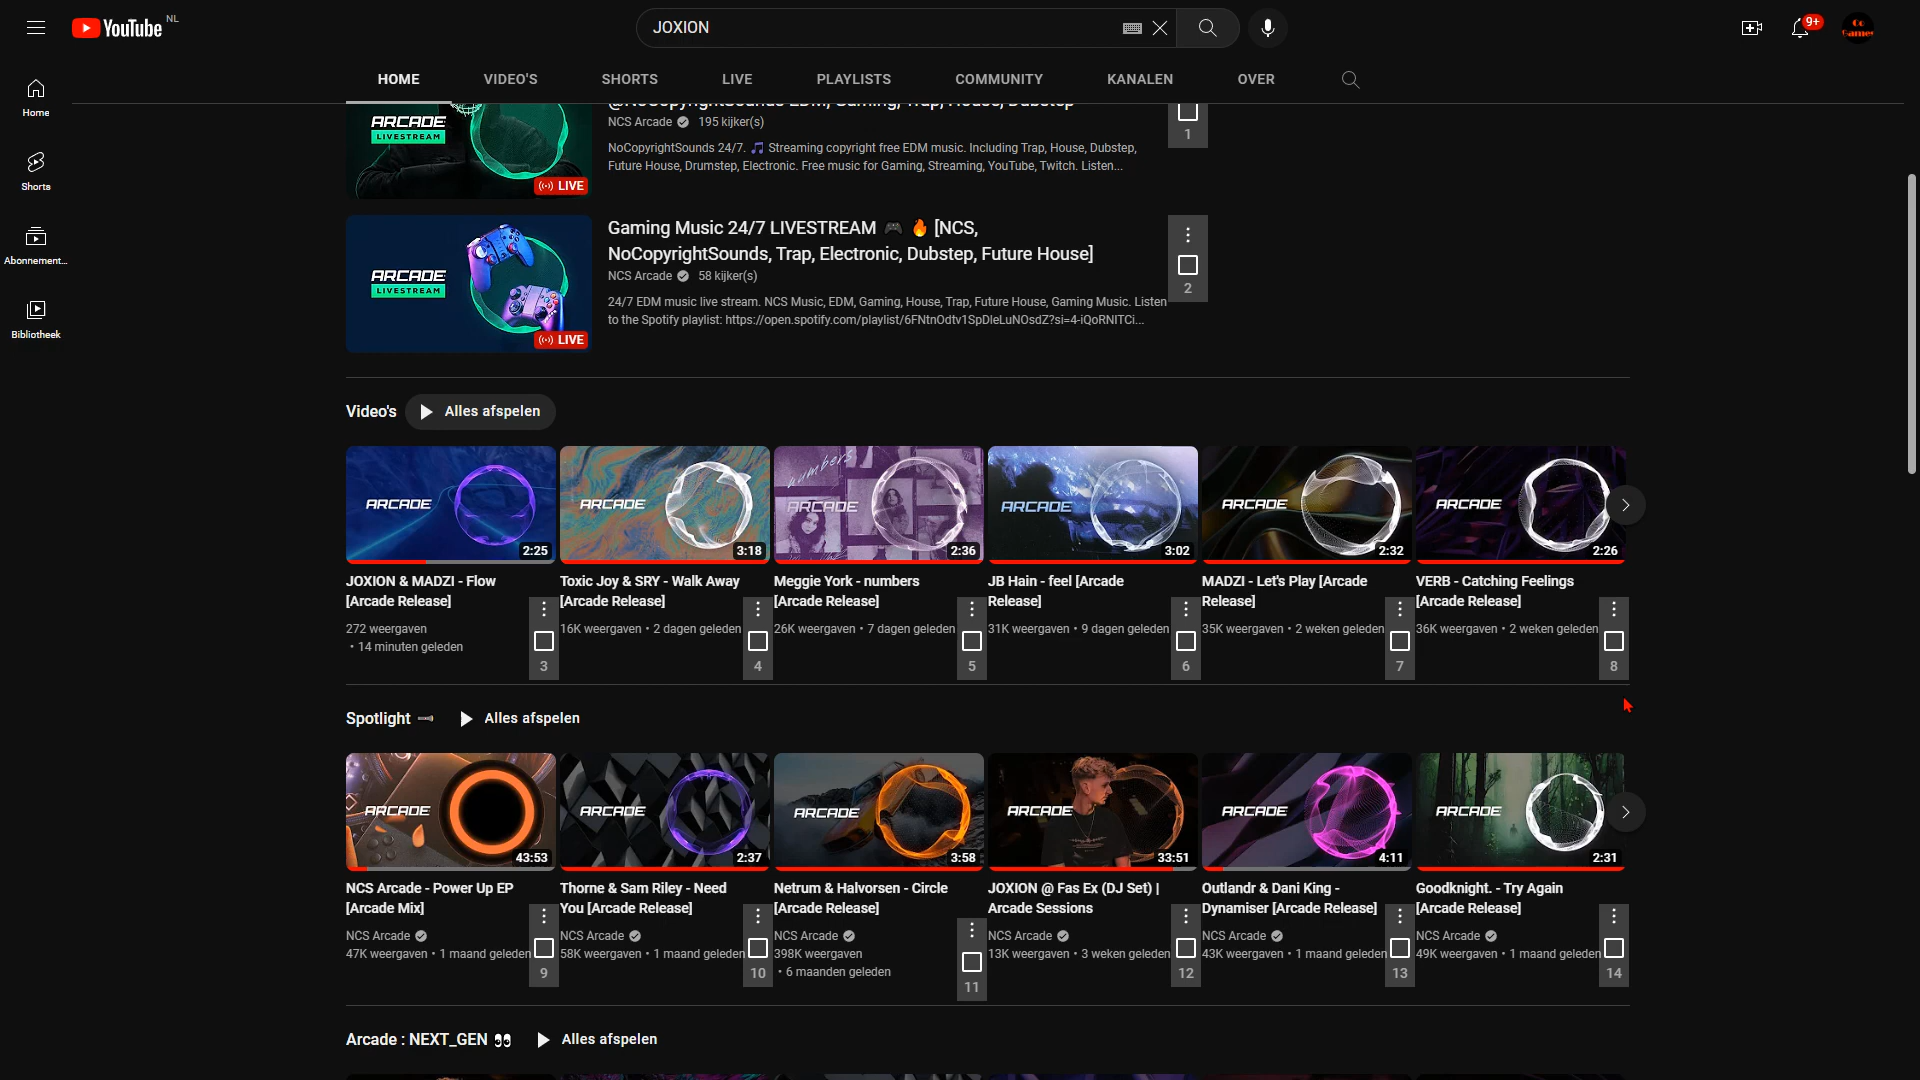 YouTube NL
JOXION
9+
HOME VIDEO'S SHORTS LIVE PLAYLISTS COMMUNITY KANALEN OVER
Home
Shorts
Abonnement...
Bibliotheek
ARCADE
LIVESTREAM
LIVE
@NoCopyrightSounds EDM, Gaming, Trap, House, Dubstep
NCS Arcade 195 kijker(s)
NoCopyrightSounds 24/7. 🎵 Streaming copyright free EDM music. Including Trap, House, Dubstep,
Future House, Drumstep, Electronic. Free music for Gaming, Streaming, YouTube, Twitch. Listen...
1
ARCADE
LIVESTREAM
LIVE
Gaming Music 24/7 LIVESTREAM 🎮 🔥 [NCS,
NoCopyrightSounds, Trap, Electronic, Dubstep, Future House]
NCS Arcade 58 kijker(s)
24/7 EDM music live stream. NCS Music, EDM, Gaming, House, Trap, Future House, Gaming Music. Listen
to the Spotify playlist: https://open.spotify.com/playlist/6FNtnOdtv1SpDleLuNOsdZ?si=4-iQoRNITCi...
2
Video's Alles afspelen
ARCADE
2:25
JOXION & MADZI - Flow
[Arcade Release]
272 weergaven
• 14 minuten geleden
3
ARCADE
3:18
Toxic Joy & SRY - Walk Away
[Arcade Release]
16K weergaven • 2 dagen geleden
4
numbers
ARCADE
2:36
Meggie York - numbers
[Arcade Release]
26K weergaven • 7 dagen geleden
5
ARCADE
3:02
JB Hain - feel [Arcade
Release]
31K weergaven • 9 dagen geleden
6
ARCADE
2:32
MADZI - Let's Play [Arcade
Release]
35K weergaven • 2 weken geleden
7
ARCADE
2:26
VERB - Catching Feelings
[Arcade Release]
36K weergaven • 2 weken geleden
8
Spotlight Alles afspelen
ARCADE
43:53
NCS Arcade - Power Up EP
[Arcade Mix]
NCS Arcade
47K weergaven • 1 maand geleden
9
ARCADE
2:37
Thorne & Sam Riley - Need
You [Arcade Release]
NCS Arcade
58K weergaven • 1 maand geleden
10
ARCADE
3:58
Netrum & Halvorsen - Circle
[Arcade Release]
NCS Arcade
398K weergaven
• 6 maanden geleden
11
ARCADE
33:51
JOXION @ Fas Ex (DJ Set) |
Arcade Sessions
NCS Arcade
13K weergaven • 3 weken geleden
12
ARCADE
4:11
Outlandr & Dani King -
Dynamiser [Arcade Release]
NCS Arcade
43K weergaven • 1 maand geleden
13
ARCADE
2:31
Goodknight. - Try Again
[Arcade Release]
NCS Arcade
49K weergaven • 1 maand geleden
14
Arcade : NEXT_GEN 👀 Alles afspelen